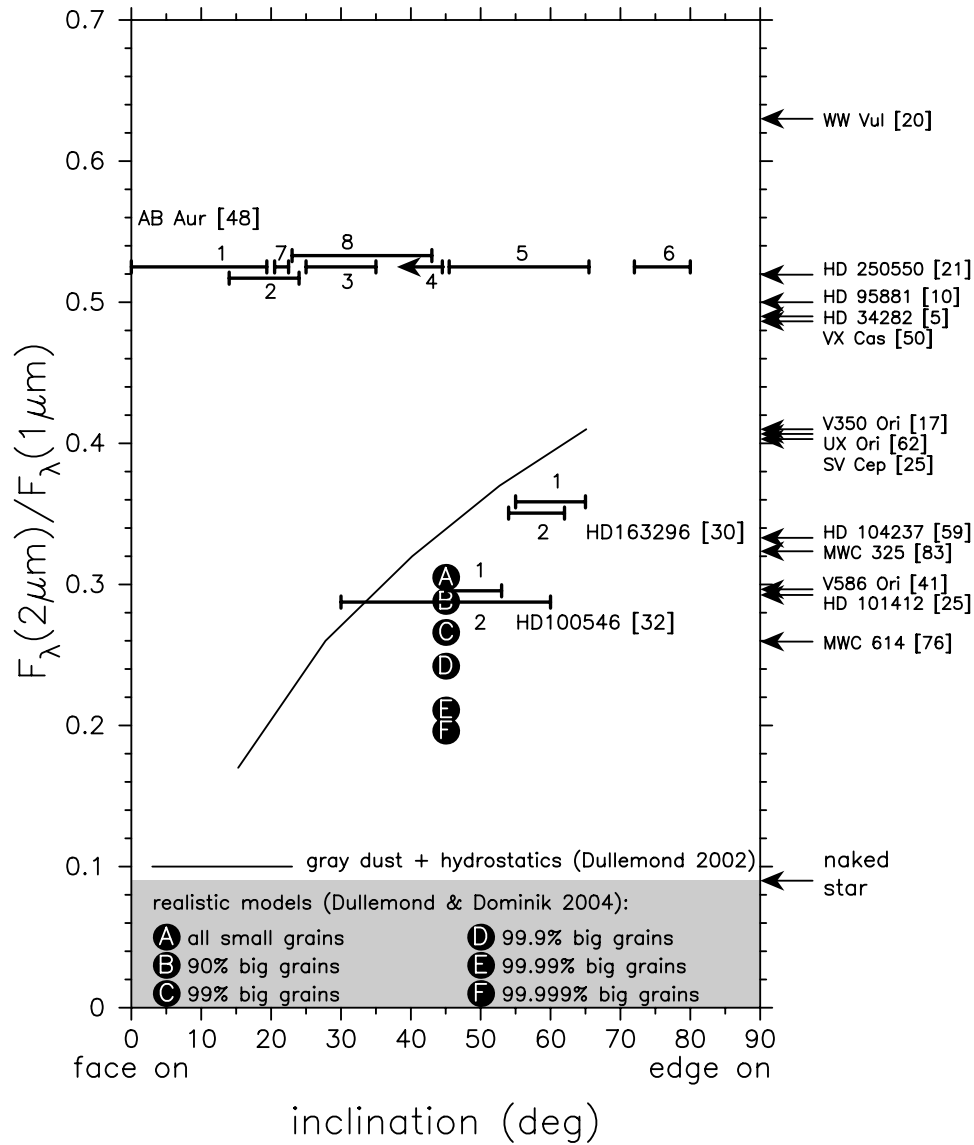 0.7
WW Vul [20]
0.6
AB Aur [48]
8
1 7 5 6
2 3 4
HD 250550 [21]
0.5
HD 95881 [10]
HD 34282 [5]
VX Cas [50]
F_λ(2μm)/F_λ(1μm)
V350 Ori [17]
0.4
UX Ori [62]
SV Cep [25]
1
2 HD163296 [30]
HD 104237 [59]
MWC 325 [83]
0.3
A 1
V586 Ori [41]
B
HD 101412 [25]
2 HD100546 [32]
C
MWC 614 [76]
D
E
0.2
F
0.1
gray dust + hydrostatics (Dullemond 2002)
naked
star
realistic models (Dullemond & Dominik 2004):
A all small grains
B 90% big grains
C 99% big grains
D 99.9% big grains
E 99.99% big grains
F 99.999% big grains
0
0 10 20 30 40 50 60 70 80 90
face on edge on
inclination (deg)